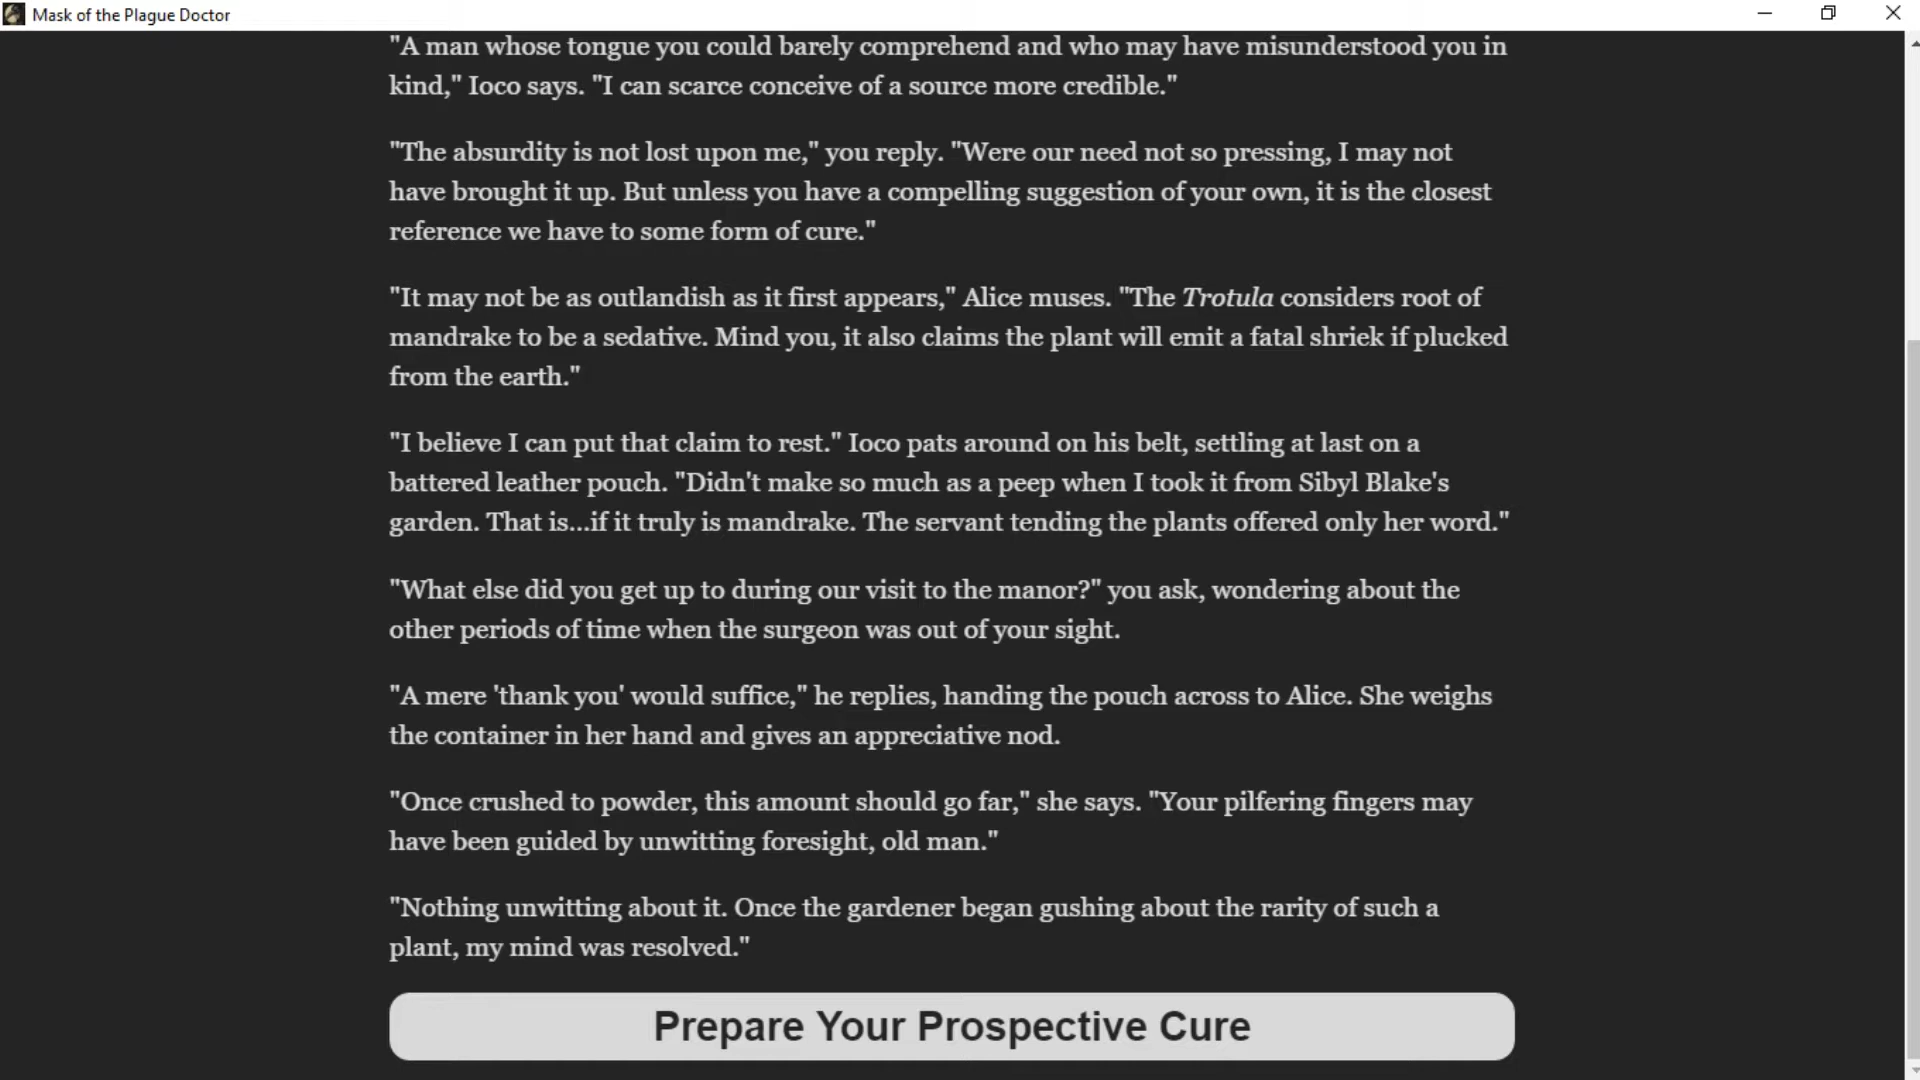 Mask of the Plague Doctor
"A man whose tongue you could barely comprehend and who may have misunderstood you in
kind," Ioco says. "I can scarce conceive of a source more credible."
"The absurdity is not lost upon me," you reply. "Were our need not so pressing, I may not
have brought it up. But unless you have a compelling suggestion of your own, it is the closest
reference we have to some form of cure."
"It may not be as outlandish as it first appears," Alice muses. "The Trotula considers root of
mandrake to be a sedative. Mind you, it also claims the plant will emit a fatal shriek if plucked
from the earth."
"I believe I can put that claim to rest." Ioco pats around on his belt, settling at last on a
battered leather pouch. "Didn't make so much as a peep when I took it from Sibyl Blake's
garden. That is...if it truly is mandrake. The servant tending the plants offered only her word."
"What else did you get up to during our visit to the manor?" you ask, wondering about the
other periods of time when the surgeon was out of your sight.
"A mere 'thank you' would suffice," he replies, handing the pouch across to Alice. She weighs
the container in her hand and gives an appreciative nod.
"Once crushed to powder, this amount should go far," she says. "Your pilfering fingers may
have been guided by unwitting foresight, old man."
"Nothing unwitting about it. Once the gardener began gushing about the rarity of such a
plant, my mind was resolved."
Prepare Your Prospective Cure